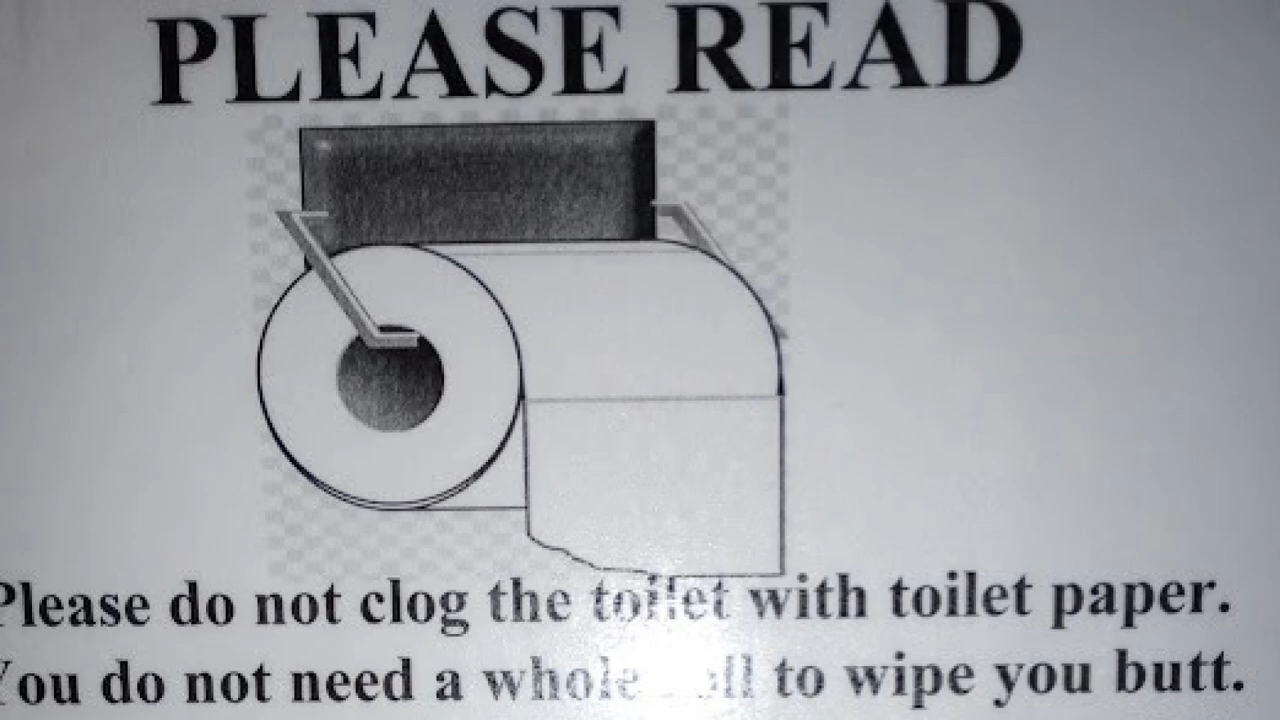 PLEASE READ
Please do not clog the toilet with toilet paper.
You do not need a whole roll to wipe you butt.